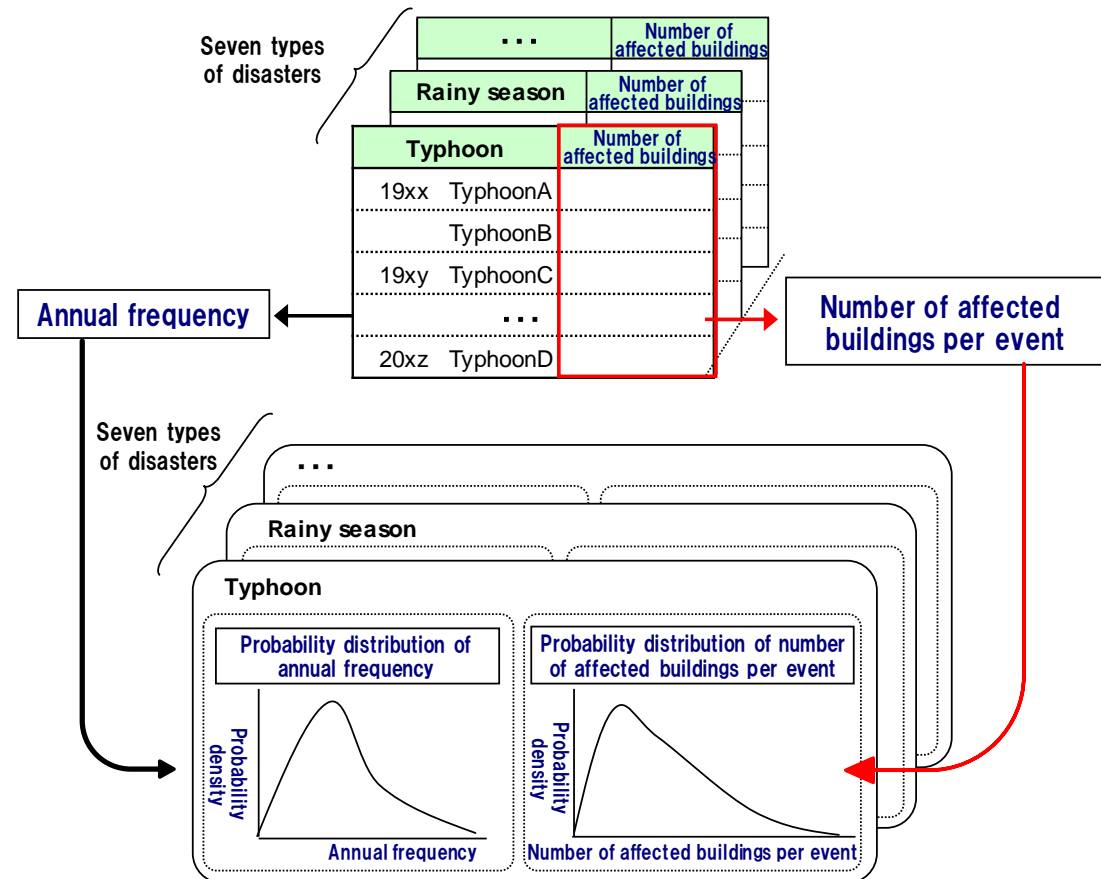 Seven types
of disasters
...
Number of
affected buildings
Rainy season
Number of
affected buildings
Typhoon
Number of
affected buildings
19xx TyphoonA
TyphoonB
19xy TyphoonC
...
20xz TyphoonD
Annual frequency
Number of affected
buildings per event
Seven types
of disasters
...
Rainy season
Typhoon
Probability distribution of
annual frequency
Probability
density
Annual frequency
Probability distribution of number
of affected buildings per event
Probability
density
Number of affected buildings per event